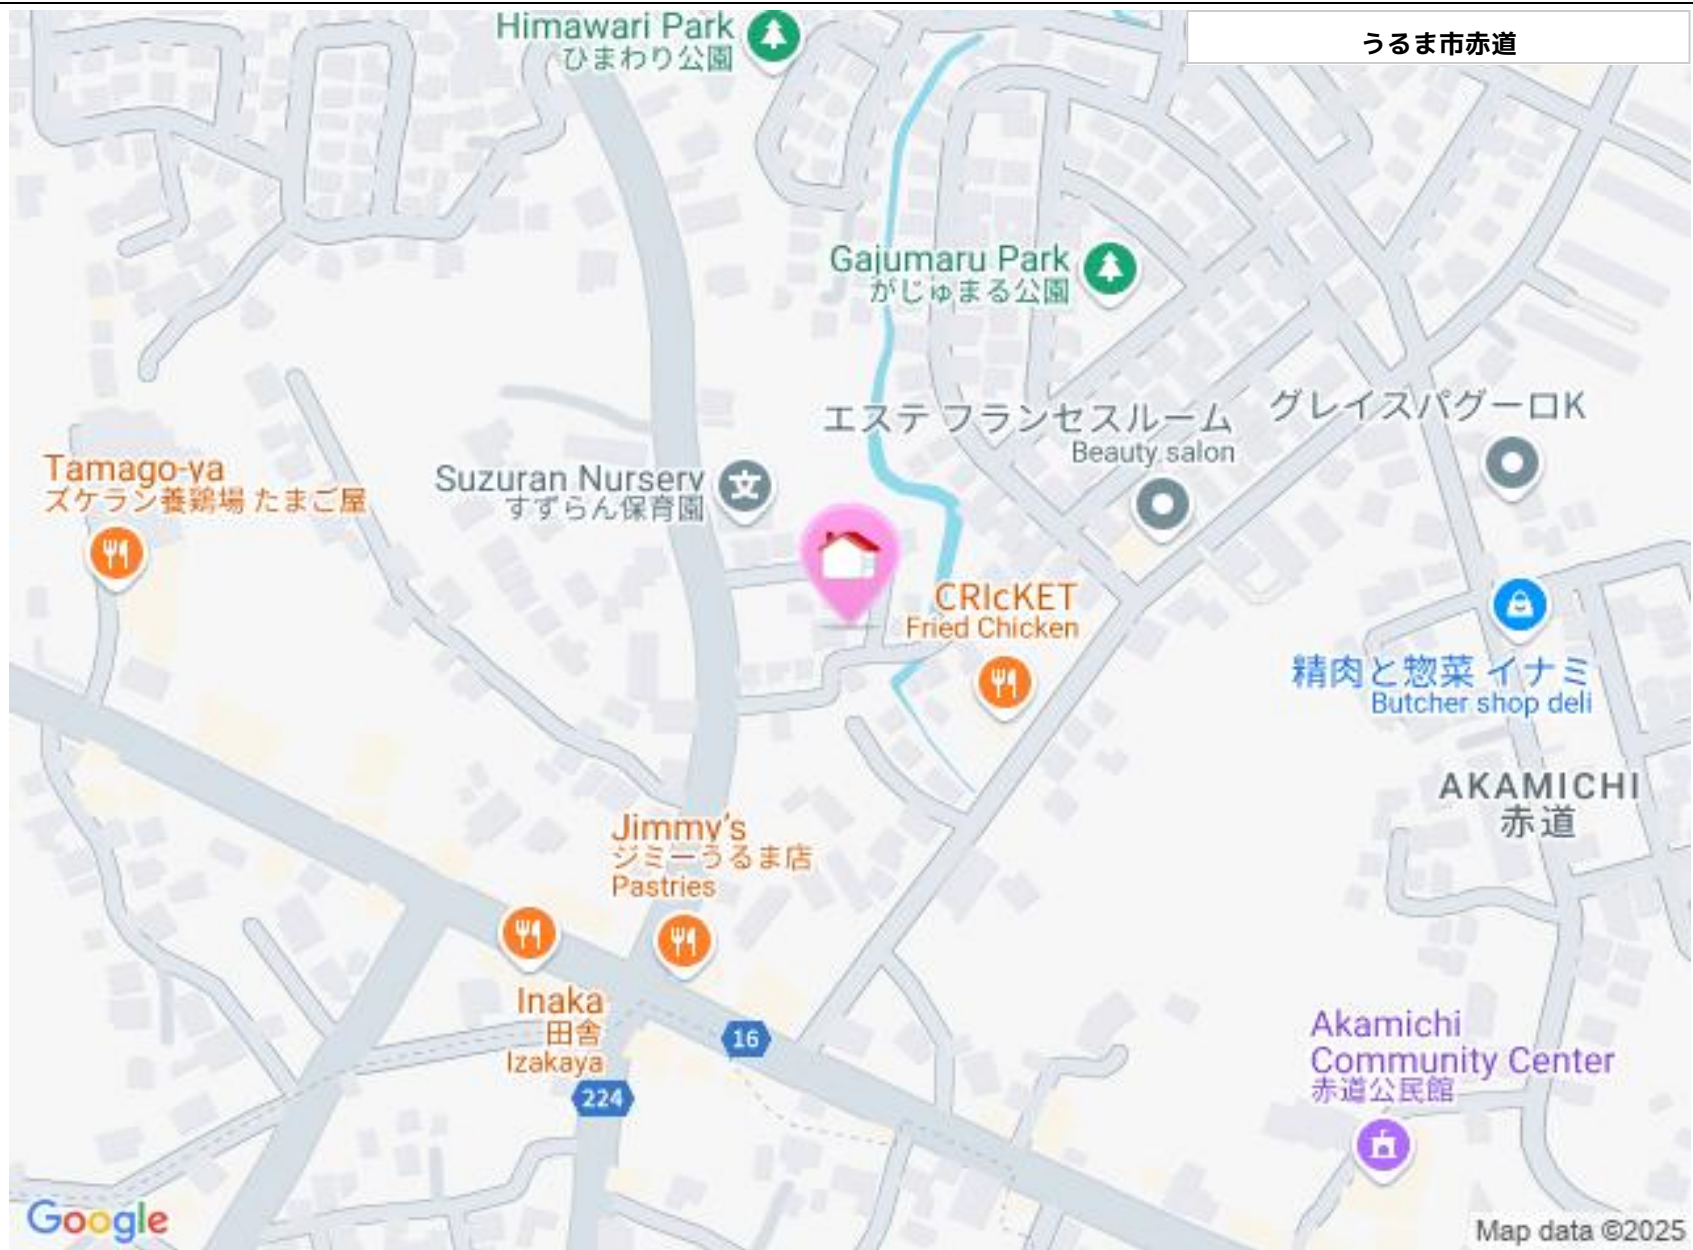 うるま市赤道
Himawari Park
ひまわり公園
Gajumaru Park
がじゅまる公園
エステ フランセスルーム
Beauty salon
グレイスパグーロK
Tamago-ya
ズケラン養鶏場 たまご屋
Suzuran Nursery
すずらん保育園
CRIcKET
Fried Chicken
精肉と惣菜 イナミ
Butcher shop deli
AKAMICHI
赤道
Jimmy's
ジミーうるま店
Pastries
Inaka
田舎
Izakaya
16
224
Akamichi
Community Center
赤道公民館
Google
Map data ©2025